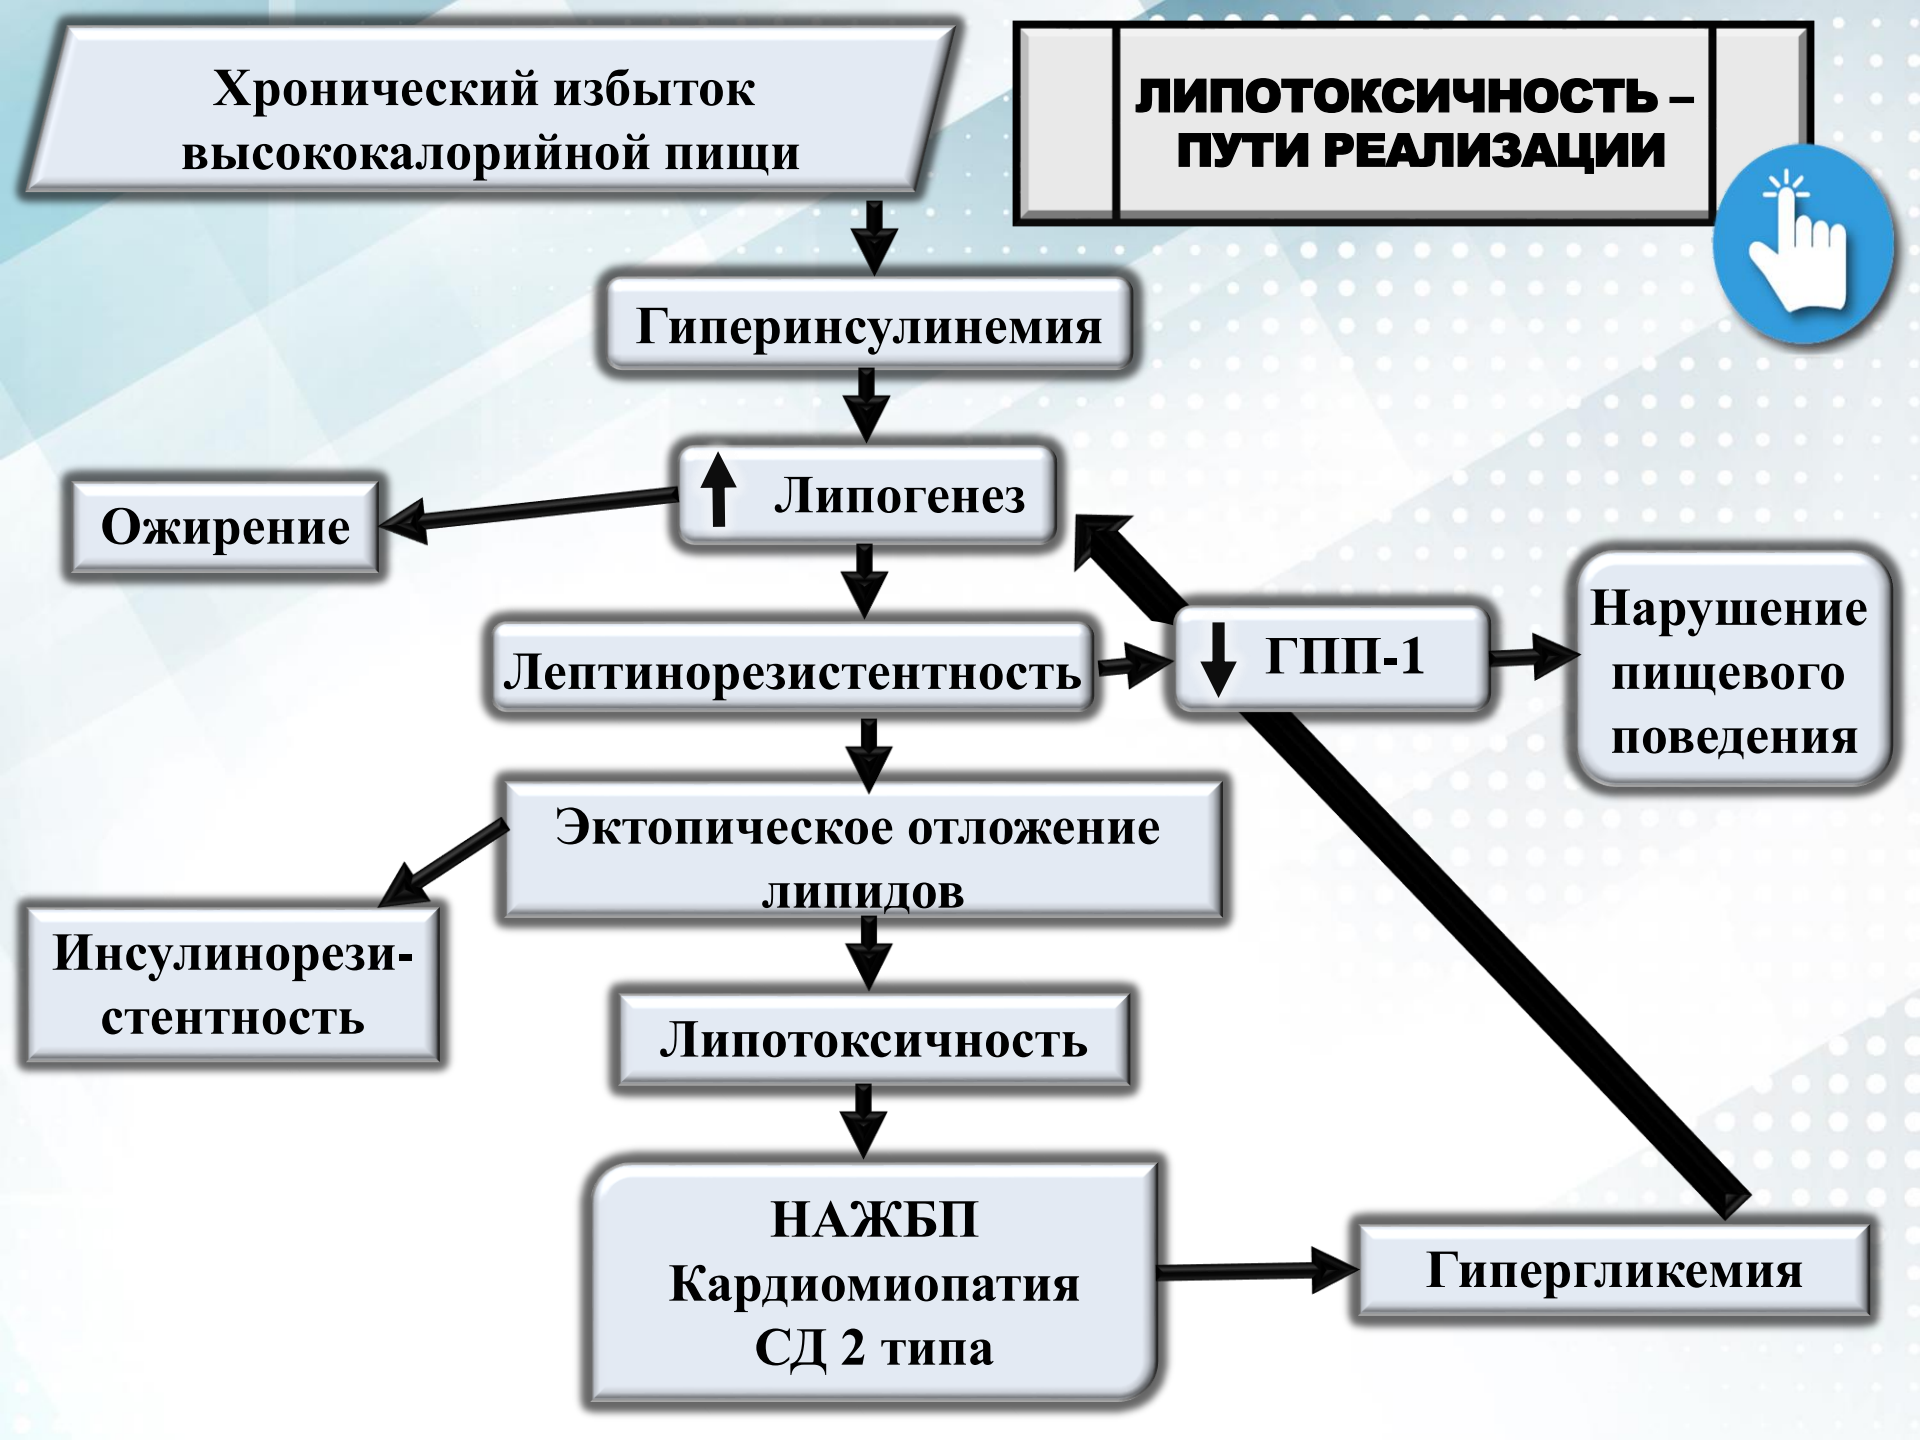 Хронический избыток
высококалорийной пищи
ЛИПОТОКСИЧНОСТЬ –
ПУТИ РЕАЛИЗАЦИИ
Гиперинсулинемия
Липогенез
Ожирение
Лептинорезистентность
ГПП-1
Нарушение
пищевого
поведения
Эктопическое отложение
липидов
Инсулинорези-
стентность
Липотоксичность
НАЖБП
Кардиомиопатия
СД 2 типа
Гипергликемия